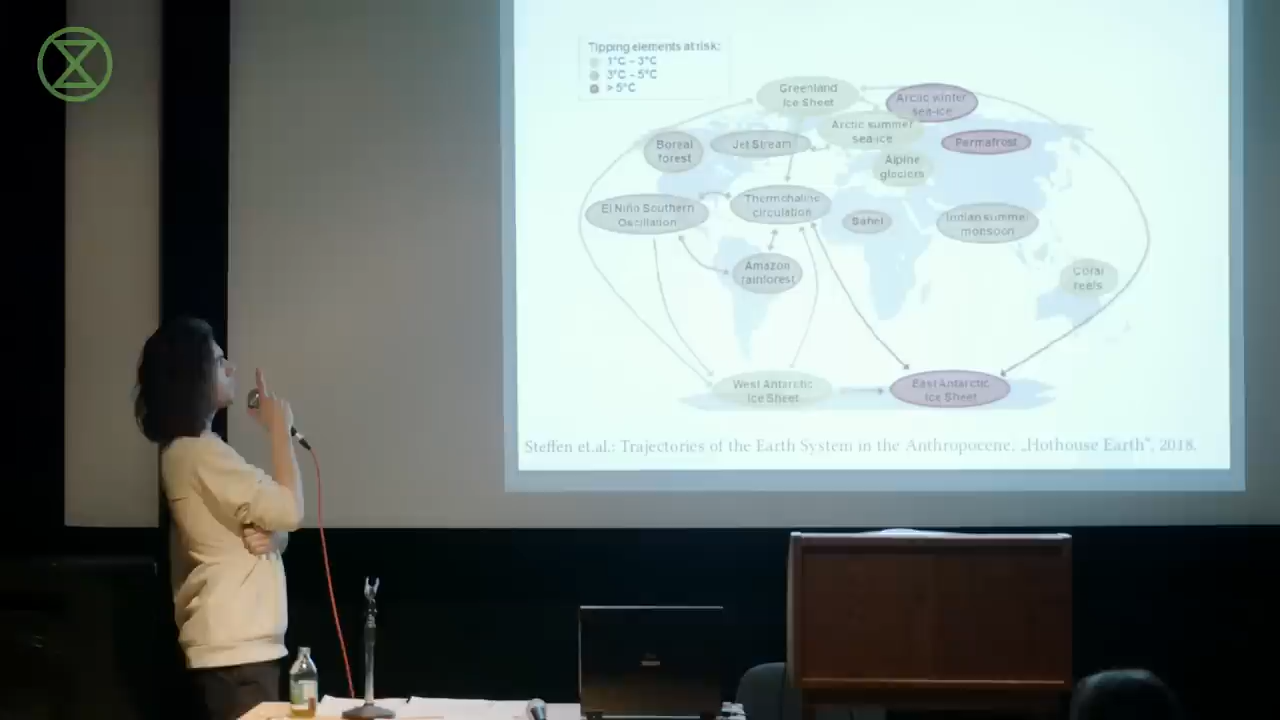 Tipping elements at risk:
1°C – 3°C
3°C – 5°C
> 5°C
Greenland
Ice Sheet
Arctic winter
sea-ice
Arctic summer
sea-ice
Boreal
forest
Jet Stream
Permafrost
Alpine
glaciers
El Niño Southern
Oscillation
Thermohaline
circulation
Sahel
Indian summer
monsoon
Amazon
rainforest
Coral
reefs
West Antarctic
Ice Sheet
East Antarctic
Ice Sheet
Steffen et.al.: Trajectories of the Earth System in the Anthropocene. „Hothouse Earth“, 2018.